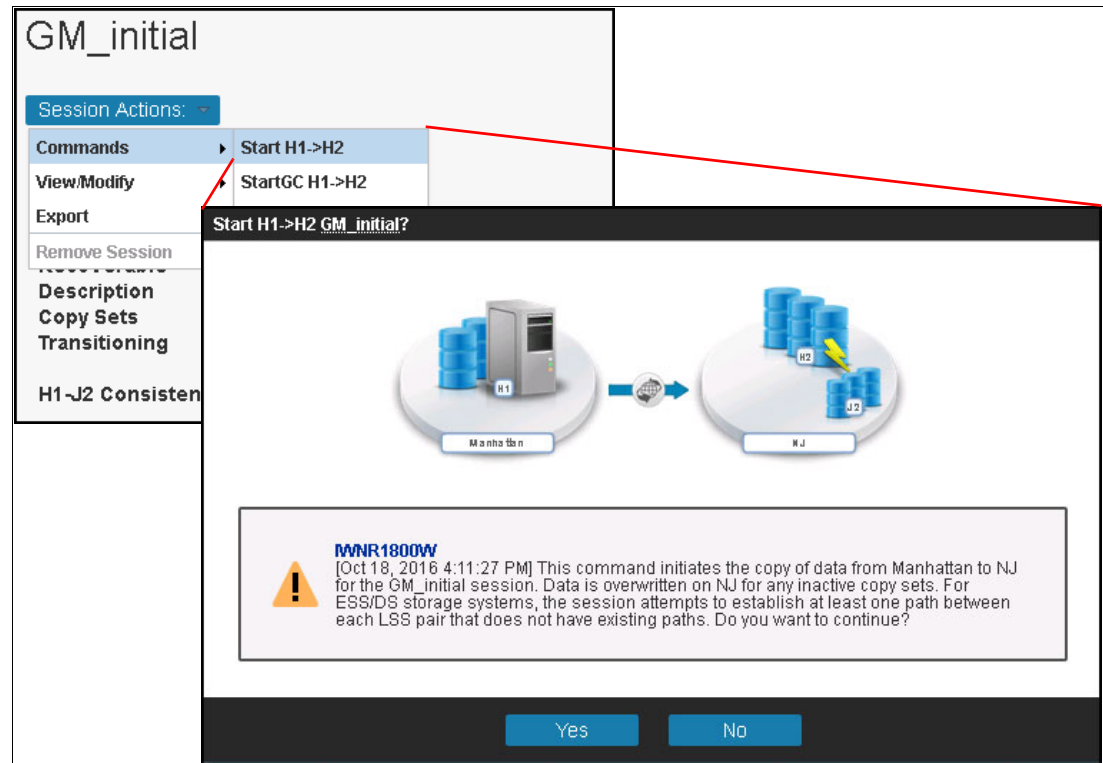 GM_initial
Session Actions:
Commands
Start H1->H2
View/Modify
StartGC H1->H2
Export
Remove Session
Description
Copy Sets
Transitioning
H1-J2 Consisten
Start H1->H2 GM_initial?
H1
H2
J2
Manhattan
NJ
IWNR1800W
[Oct 18, 2016 4:11:27 PM] This command initiates the copy of data from Manhattan to NJ
for the GM_initial session. Data is overwritten on NJ for any inactive copy sets. For
ESS/DS storage systems, the session attempts to establish at least one path between
each LSS pair that does not have existing paths. Do you want to continue?
Yes
No